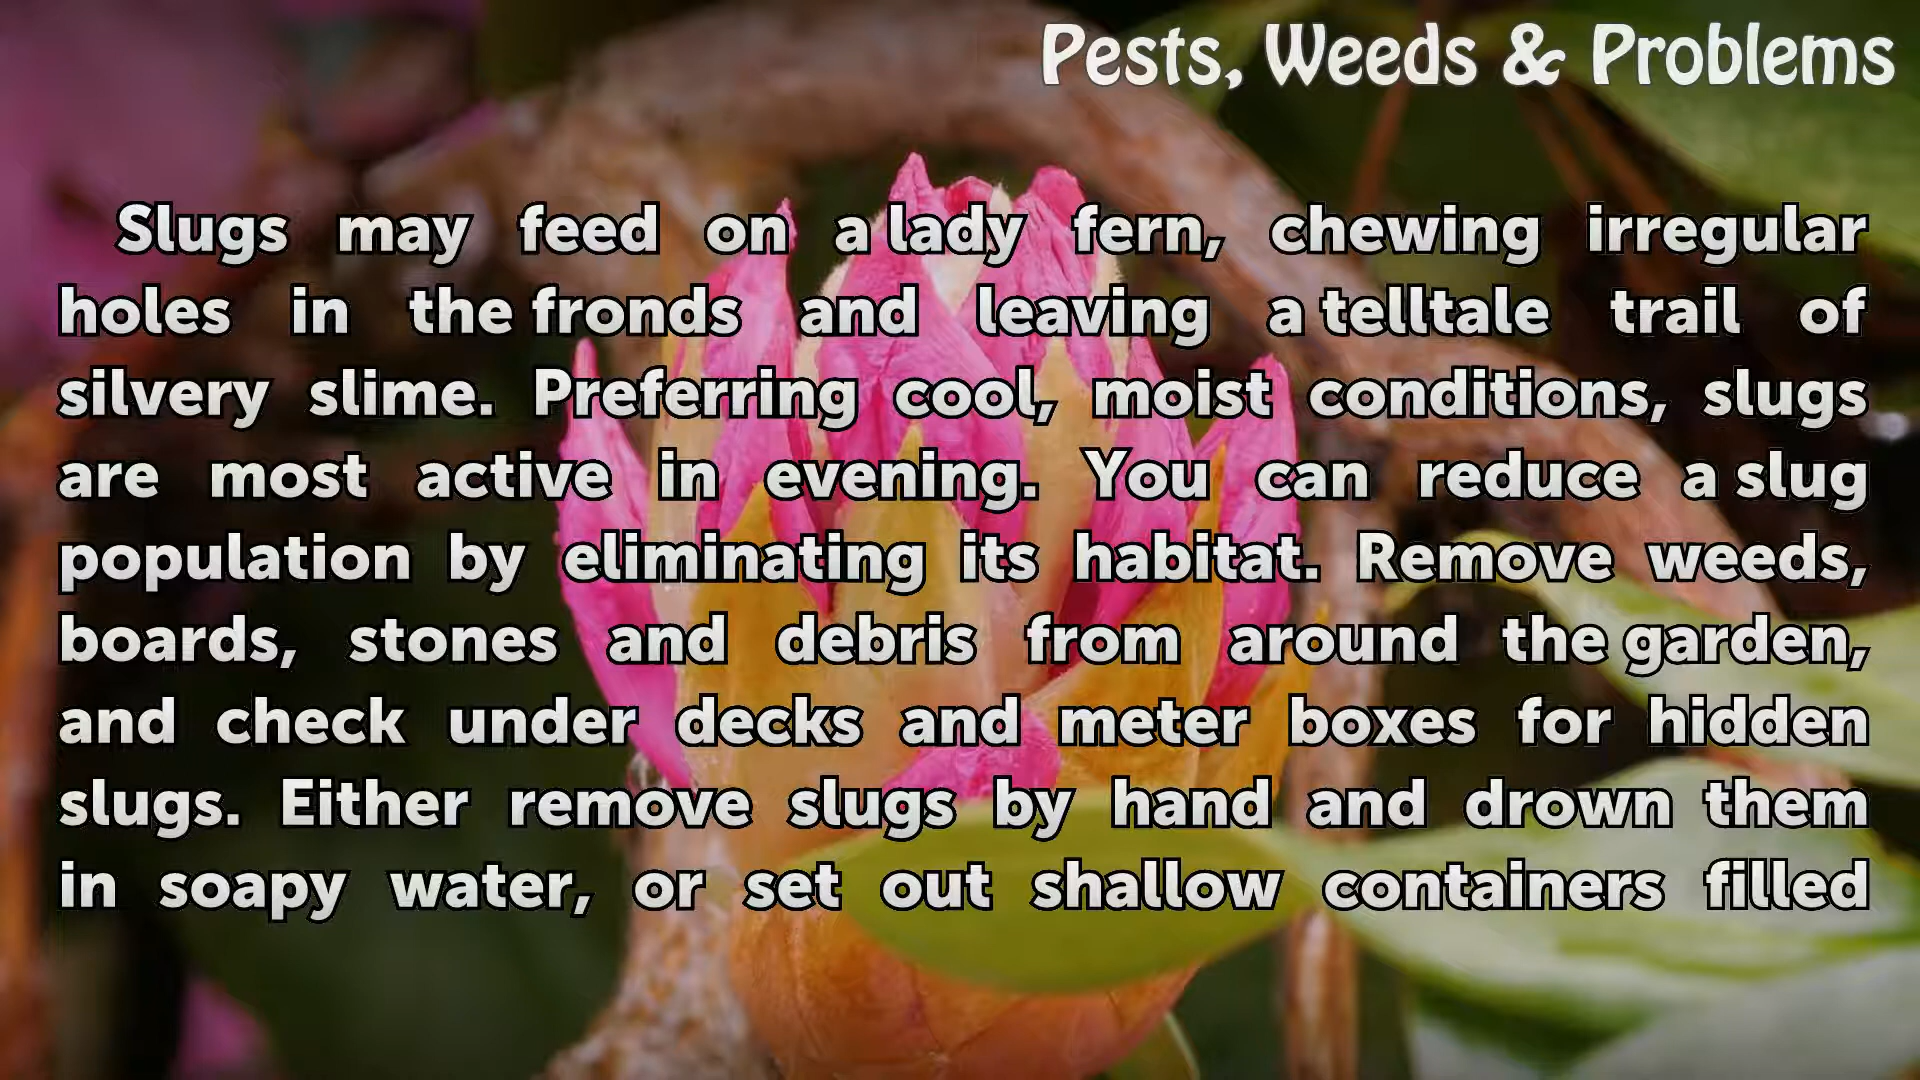 Pests, Weeds & Problems
Slugs may feed on a lady fern, chewing irregular
holes in the fronds and leaving a telltale trail of
silvery slime. Preferring cool, moist conditions, slugs
are most active in evening. You can reduce a slug
population by eliminating its habitat. Remove weeds,
boards, stones and debris from around the garden,
and check under decks and meter boxes for hidden
slugs. Either remove slugs by hand and drown them
in soapy water, or set out shallow containers filled